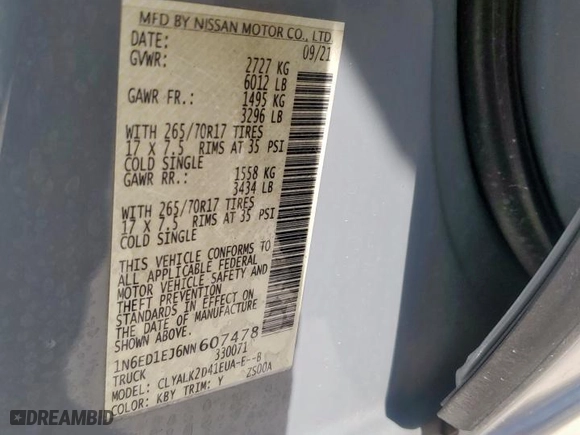 MFD BY NISSAN MOTOR CO., LTD
DATE: 09/21
GVWR: 2727 KG
6012 LB
GAWR FR.: 1495 KG
3296 LB
WITH 265/70R17 TIRES
17 X 7.5 RIMS AT 35 PSI
COLD SINGLE
GAWR RR.: 1558 KG
3434 LB
WITH 265/70R17 TIRES
17 X 7.5 RIMS AT 35 PSI
COLD SINGLE
THIS VEHICLE CONFORMS TO
ALL APPLICABLE FEDERAL
MOTOR VEHICLE SAFETY AND
THEFT PREVENTION
STANDARDS IN EFFECT ON
THE DATE OF MANUFACTURE
SHOWN ABOVE.
1N6ED1EJ6NN607478
TRUCK 330071
MODEL: CLYALK2D41EUA-E--B
COLOR: KBY TRIM: Y ZS00A
DREAMBID